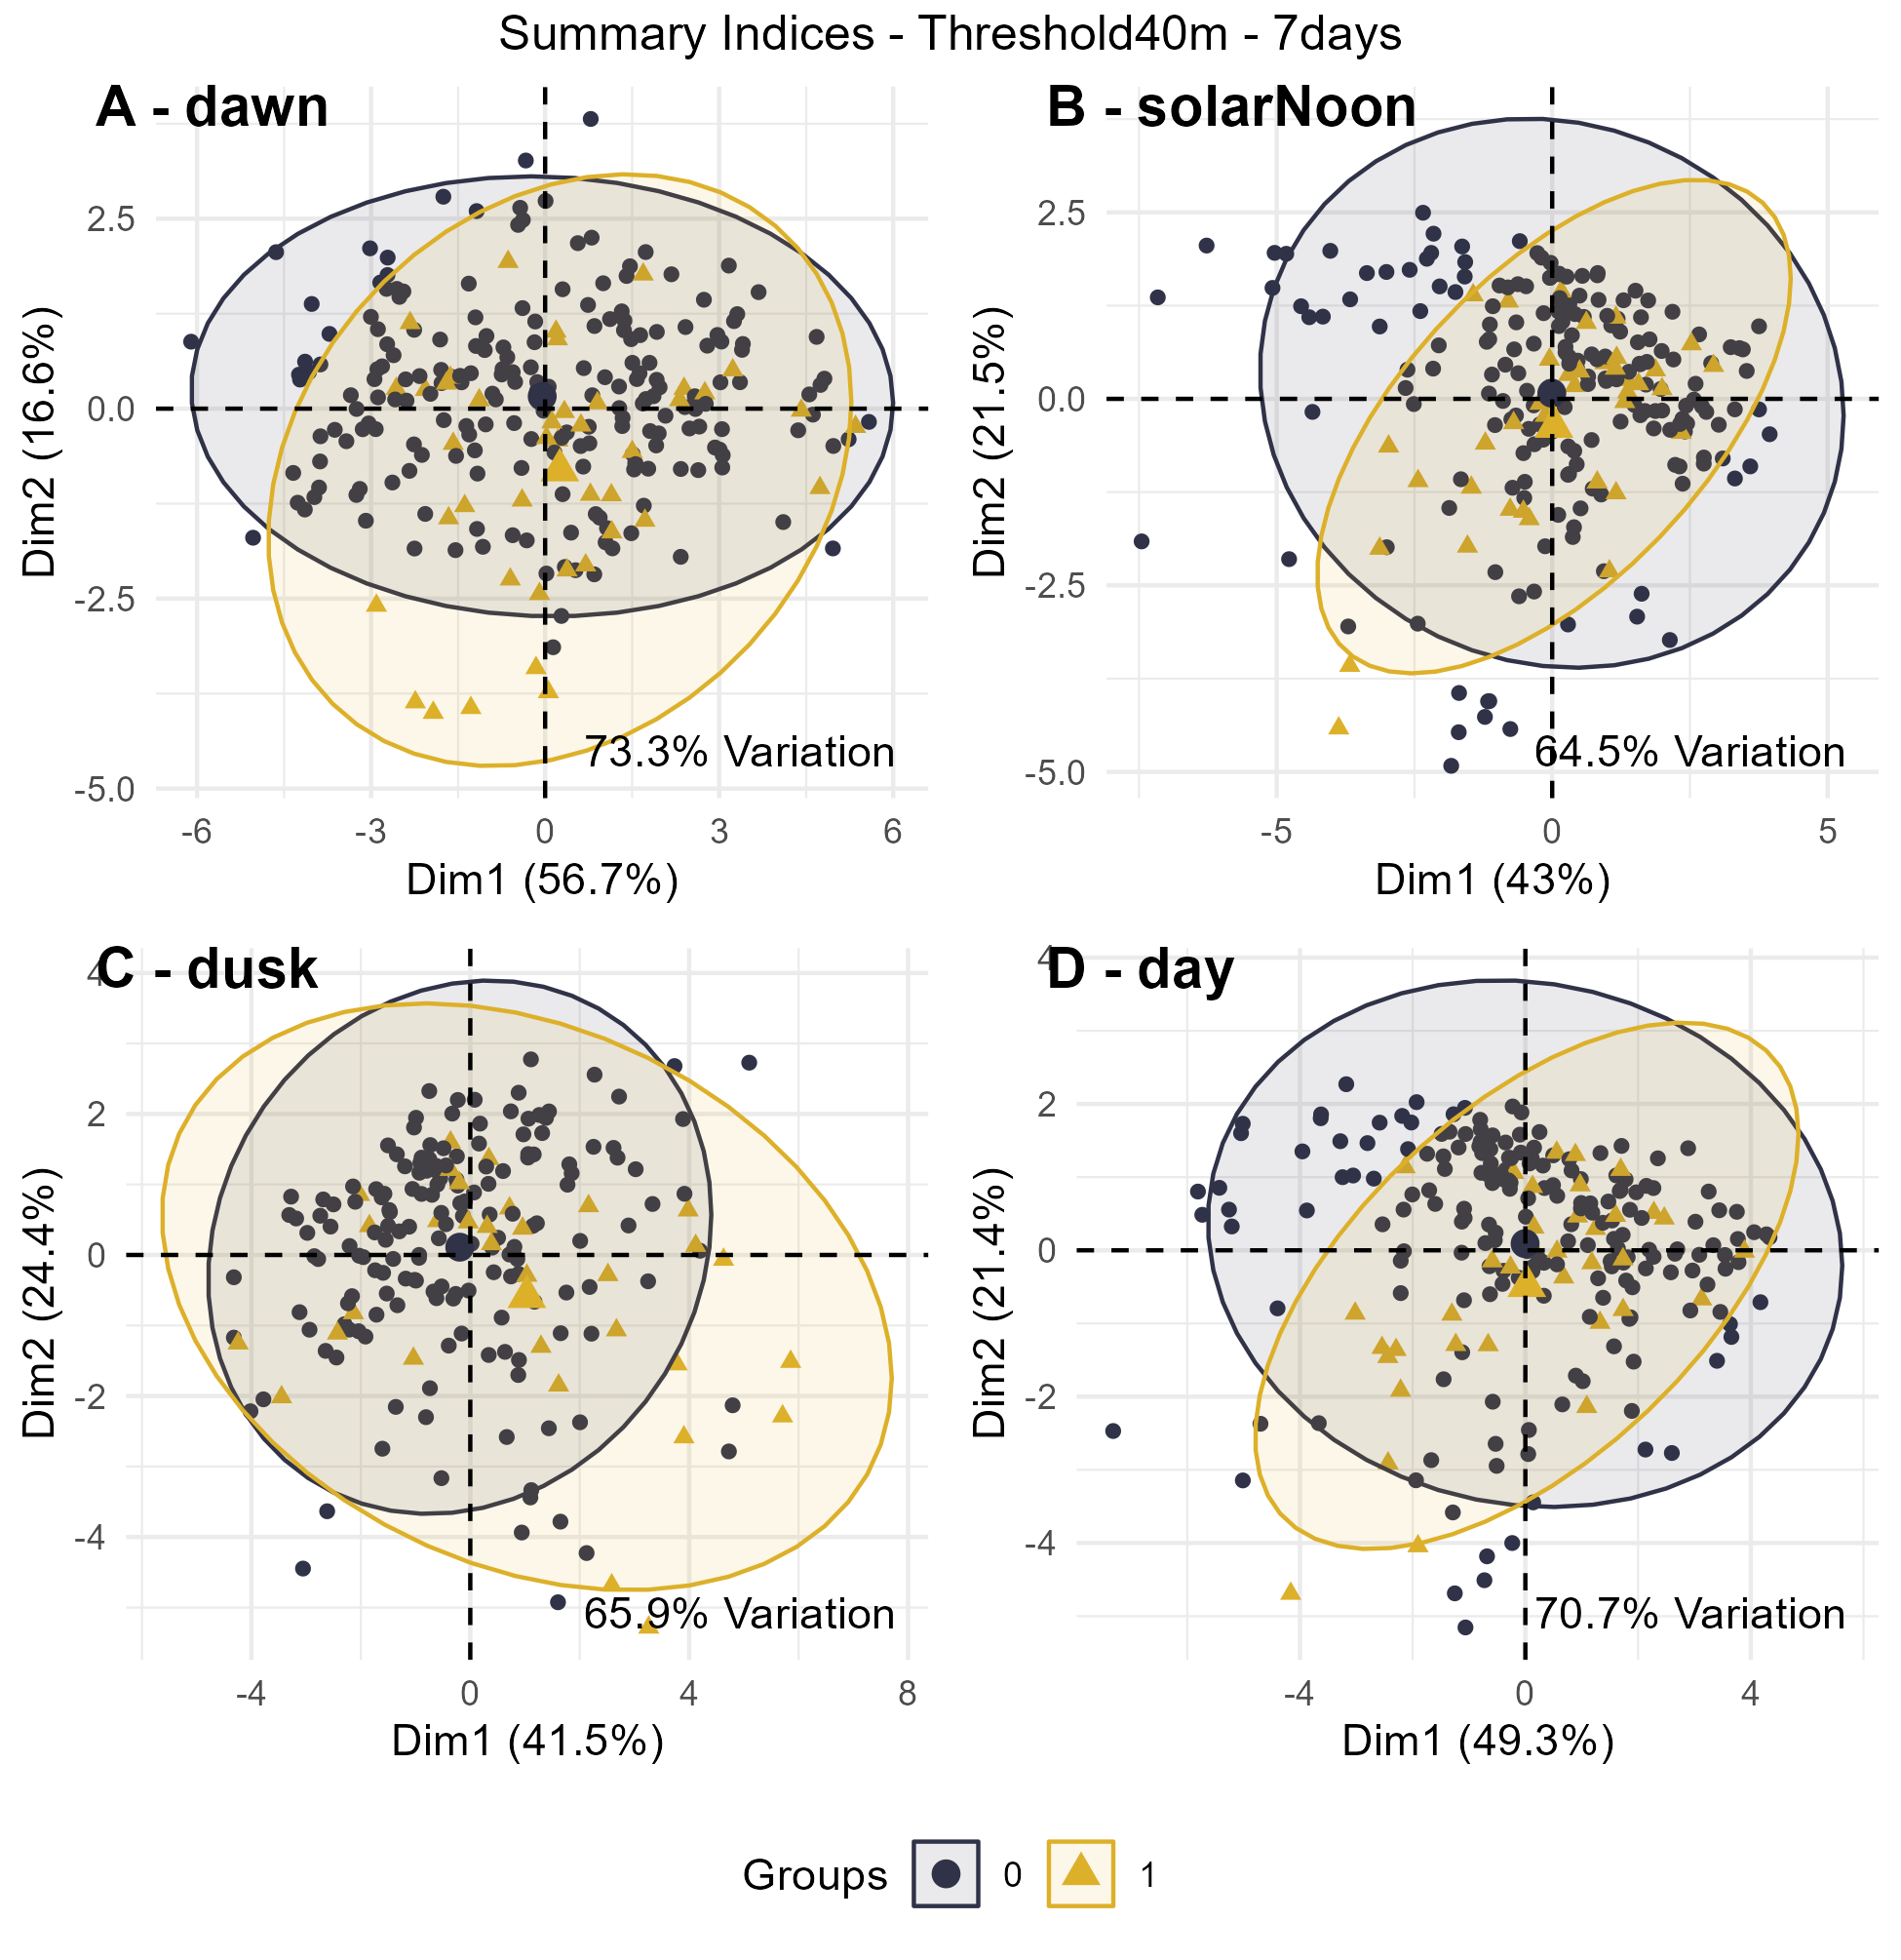 Summary Indices - Threshold40m - 7days
A - dawn
2.5
0.0
-2.5
-5.0
Dim2 (16.6%)
73.3% Variation
-6 -3 0 3 6
Dim1 (56.7%)
B - solarNoon
2.5
0.0
-2.5
-5.0
Dim2 (21.5%)
64.5% Variation
-5 0 5
Dim1 (43%)
C - dusk
4
2
0
-2
-4
Dim2 (24.4%)
65.9% Variation
-4 0 4 8
Dim1 (41.5%)
D - day
4
2
0
-2
-4
Dim2 (21.4%)
70.7% Variation
-4 0 4
Dim1 (49.3%)
Groups 0 1